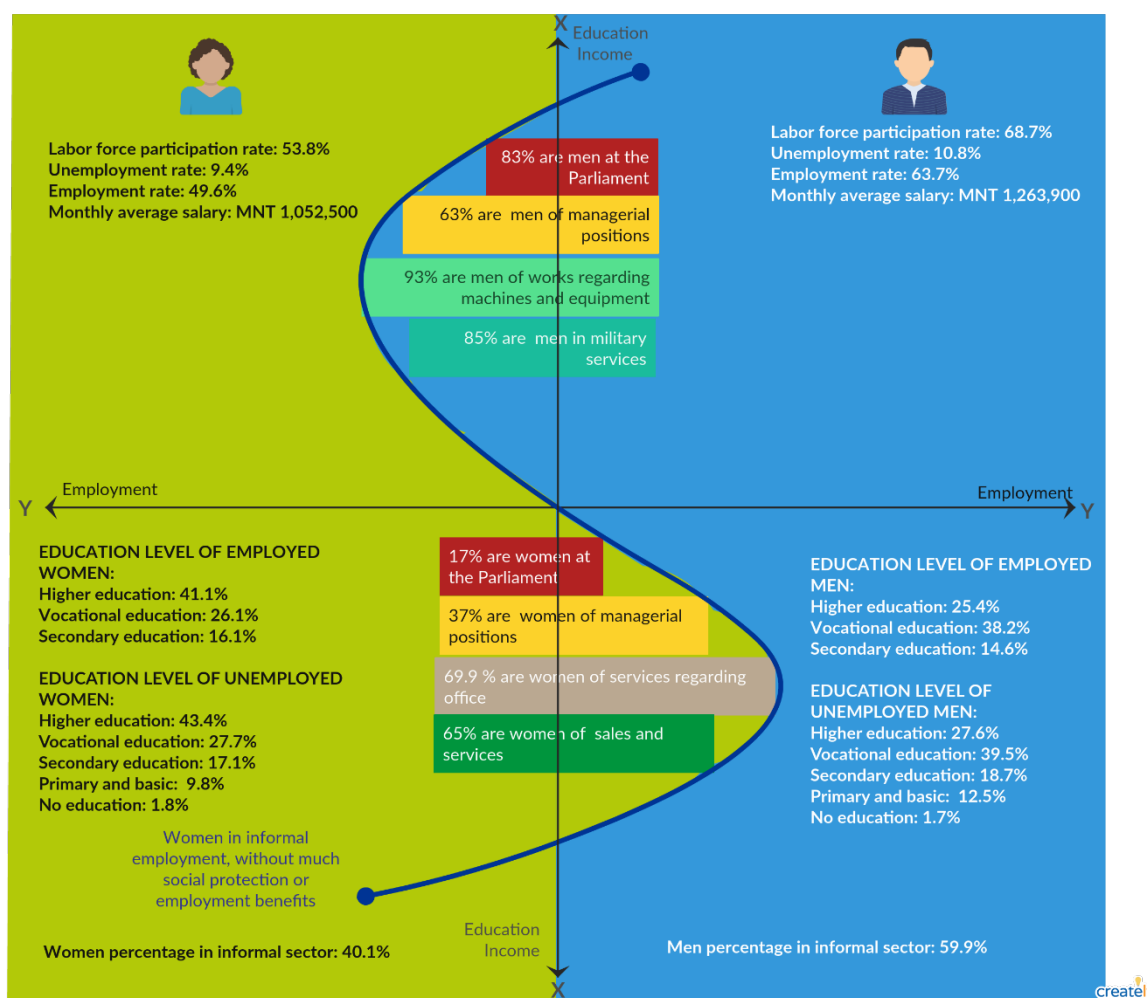 X
Education
Income
Labor force participation rate: 53.8%
Unemployment rate: 9.4%
Employment rate: 49.6%
Monthly average salary: MNT 1,052,500
Labor force participation rate: 68.7%
Unemployment rate: 10.8%
Employment rate: 63.7%
Monthly average salary: MNT 1,263,900
83% are men at the
Parliament
63% are men of managerial
positions
93% are men of works regarding
machines and equipment
85% are men in military
services
Employment
Y
Employment
Y
EDUCATION LEVEL OF EMPLOYED
WOMEN:
Higher education: 41.1%
Vocational education: 26.1%
Secondary education: 16.1%
EDUCATION LEVEL OF UNEMPLOYED
WOMEN:
Higher education: 43.4%
Vocational education: 27.7%
Secondary education: 17.1%
Primary and basic: 9.8%
No education: 1.8%
17% are women at
the Parliament
37% are women of managerial
positions
69.9 % are women of services regarding
office
65% are women of sales and
services
EDUCATION LEVEL OF EMPLOYED
MEN:
Higher education: 25.4%
Vocational education: 38.2%
Secondary education: 14.6%
EDUCATION LEVEL OF
UNEMPLOYED MEN:
Higher education: 27.6%
Vocational education: 39.5%
Secondary education: 18.7%
Primary and basic: 12.5%
No education: 1.7%
Women in informal
employment, without much
social protection or
employment benefits
Women percentage in informal sector: 40.1%
Education
Income
X
Men percentage in informal sector: 59.9%
create